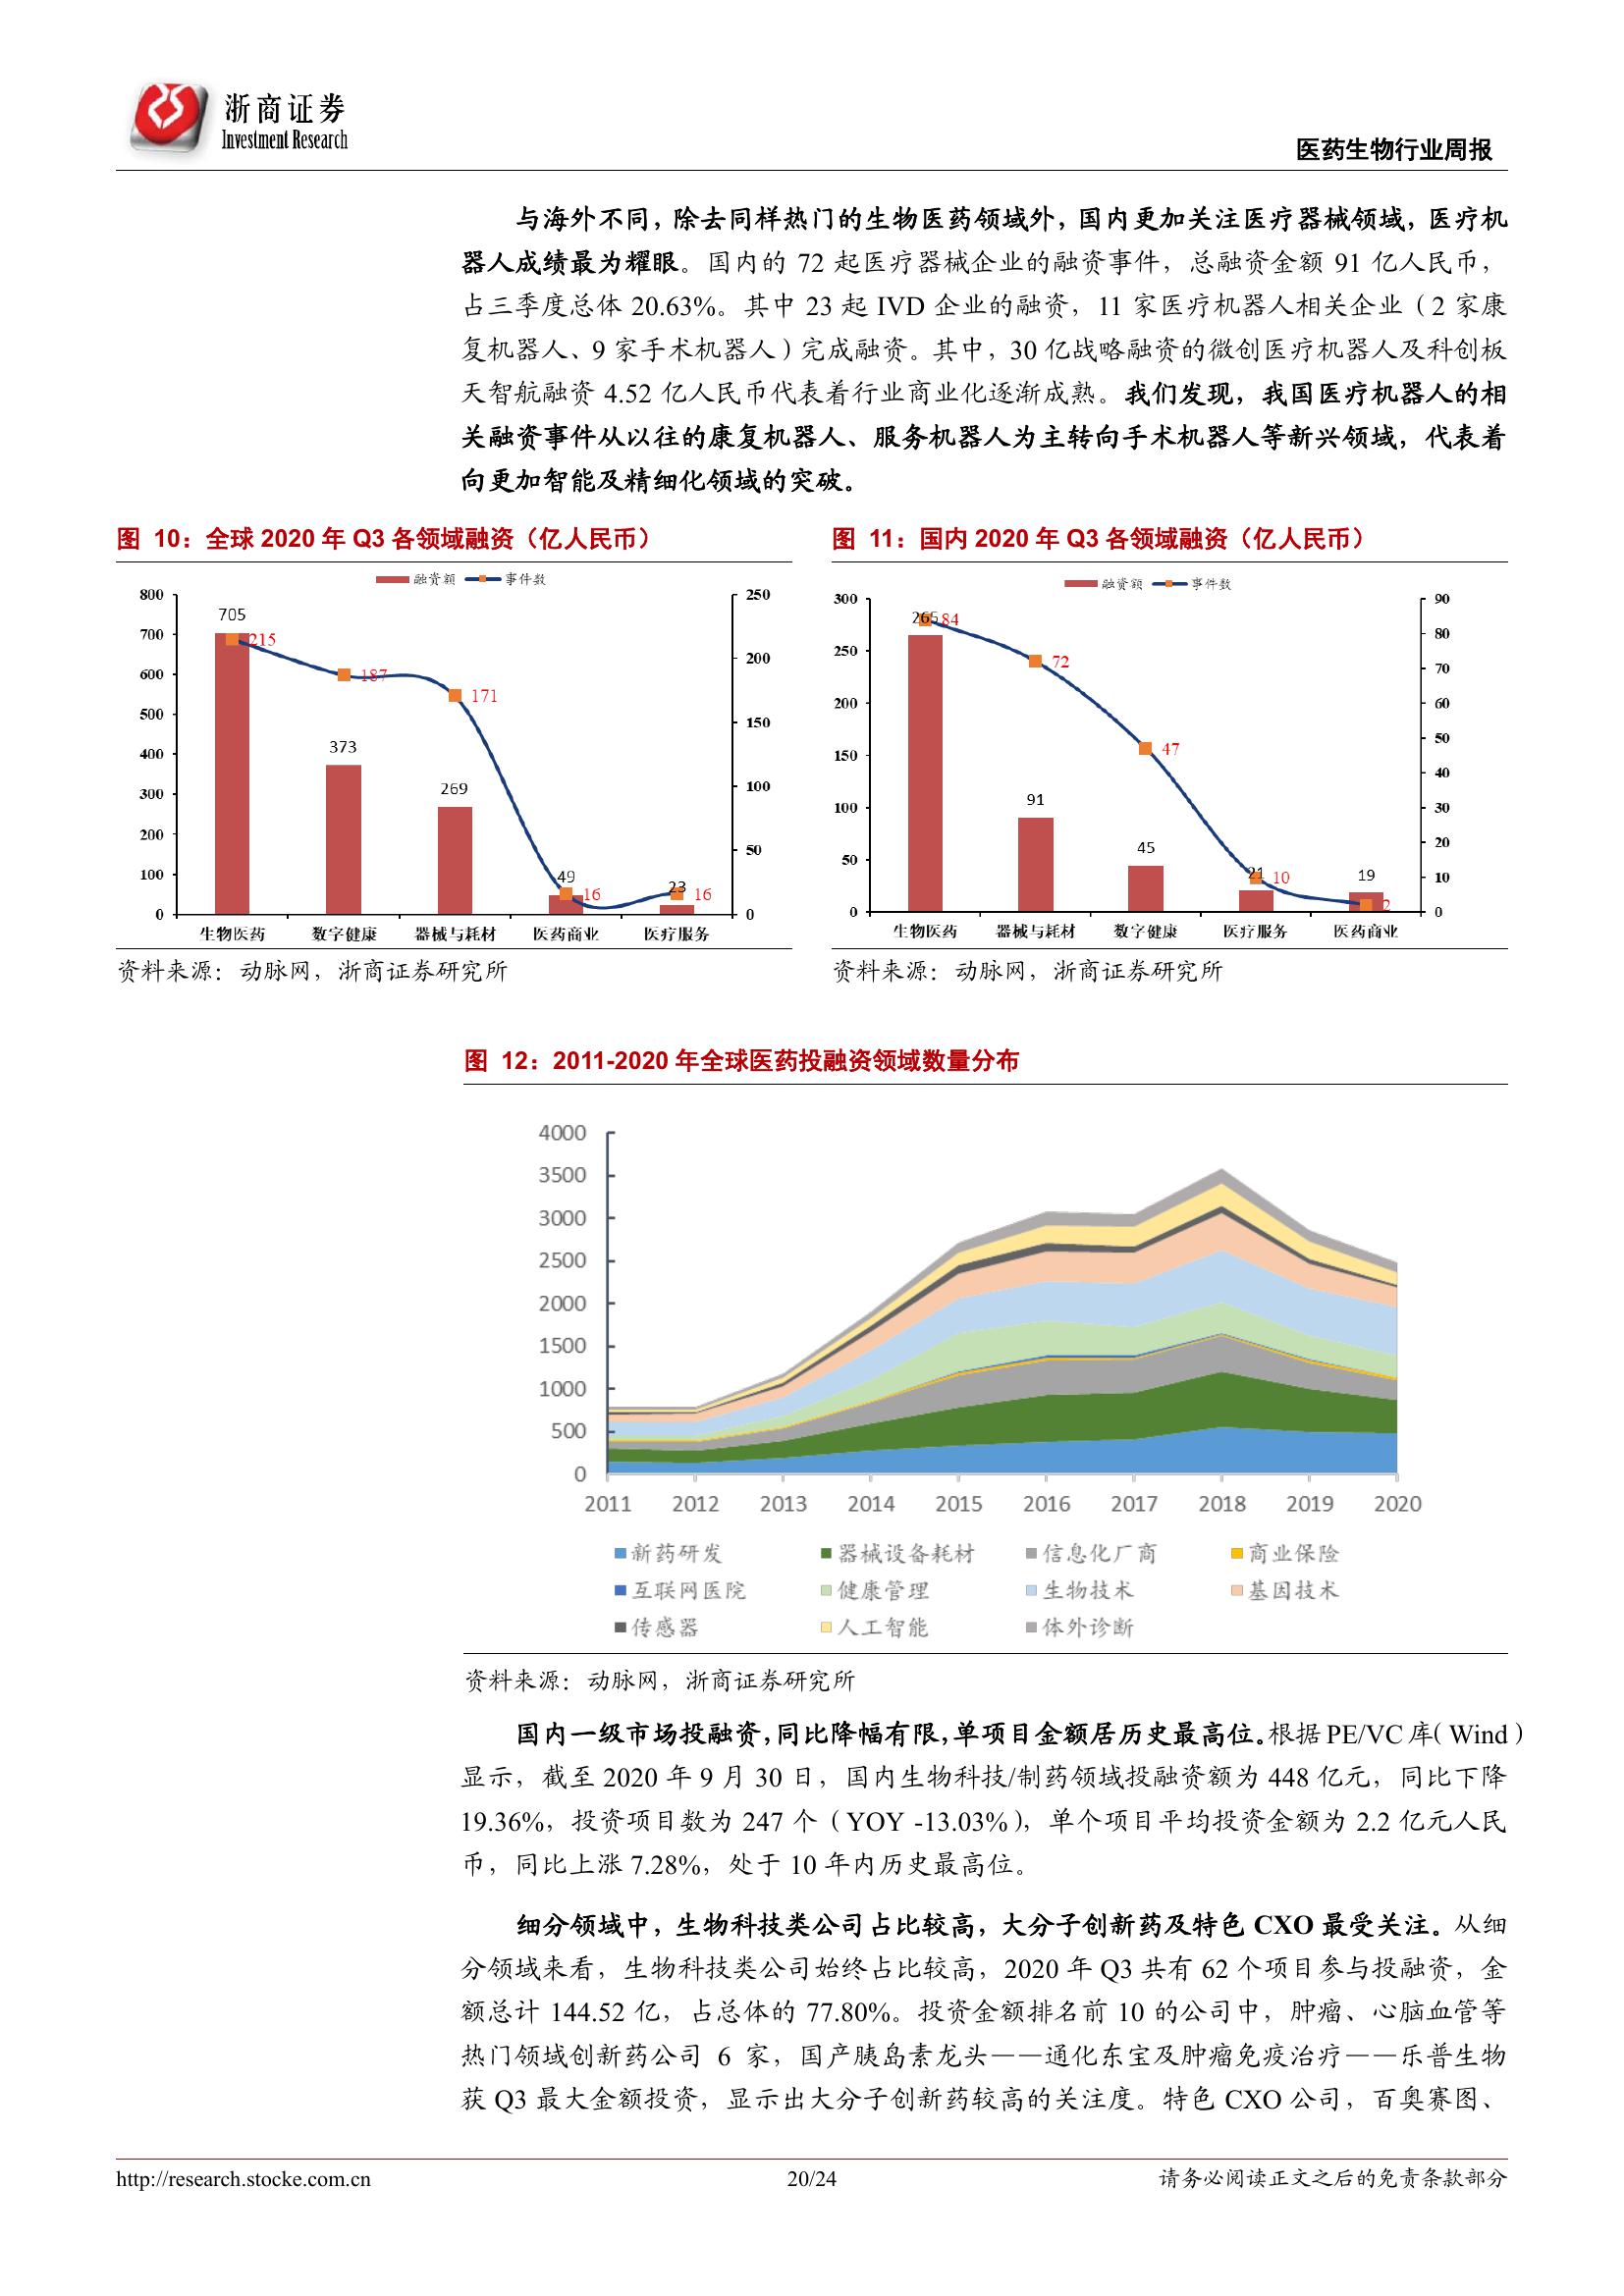 浙商证券
Investment Research
医药生物行业周报
与海外不同，除去同样热门的生物医药领域外，国内更加关注医疗器械领域，医疗机
器人成绩最为耀眼。国内的 72 起医疗器械企业的融资事件，总融资金额 91 亿人民币，
占三季度总体 20.63%。其中 23 起 IVD 企业的融资，11 家医疗机器人相关企业（2 家康
复机器人、9 家手术机器人）完成融资。其中，30 亿战略融资的微创医疗机器人及科创板
天智航融资 4.52 亿人民币代表着行业商业化逐渐成熟。我们发现，我国医疗机器人的相
关融资事件从以往的康复机器人、服务机器人为主转向手术机器人等新兴领域，代表着
向更加智能及精细化领域的突破。
图 10：全球 2020 年 Q3 各领域融资（亿人民币）
融资额 事件数
800
700
600
500
400
300
200
100
0
250
200
150
100
50
0
705
215
373
187
269
171
49
16
23
16
生物医药 数字健康 器械与耗材 医药商业 医疗服务
资料来源：动脉网，浙商证券研究所
图 11：国内 2020 年 Q3 各领域融资（亿人民币）
融资额 事件数
300
250
200
150
100
50
0
90
80
70
60
50
40
30
20
10
0
265
84
91
72
45
47
21
10
19
2
生物医药 器械与耗材 数字健康 医疗服务 医药商业
资料来源：动脉网，浙商证券研究所
图 12：2011-2020 年全球医药投融资领域数量分布
4000
3500
3000
2500
2000
1500
1000
500
0
2011 2012 2013 2014 2015 2016 2017 2018 2019 2020
新药研发 器械设备耗材 信息化厂商 商业保险
互联网医院 健康管理 生物技术 基因技术
传感器 人工智能 体外诊断
资料来源：动脉网，浙商证券研究所
国内一级市场投融资，同比降幅有限，单项目金额居历史最高位。根据 PE/VC 库（Wind）
显示，截至 2020 年 9 月 30 日，国内生物科技/制药领域投融资额为 448 亿元，同比下降
19.36%，投资项目数为 247 个（YOY -13.03%），单个项目平均投资金额为 2.2 亿元人民
币，同比上涨 7.28%，处于 10 年内历史最高位。
细分领域中，生物科技类公司占比较高，大分子创新药及特色 CXO 最受关注。从细
分领域来看，生物科技类公司始终占比较高，2020 年 Q3 共有 62 个项目参与投融资，金
额总计 144.52 亿，占总体的 77.80%。投资金额排名前 10 的公司中，肿瘤、心脑血管等
热门领域创新药公司 6 家，国产胰岛素龙头——通化东宝及肿瘤免疫治疗——乐普生物
获 Q3 最大金额投资，显示出大分子创新药较高的关注度。特色 CXO 公司，百奥赛图、
http://research.stocke.com.cn
20/24
请务必阅读正文之后的免责条款部分